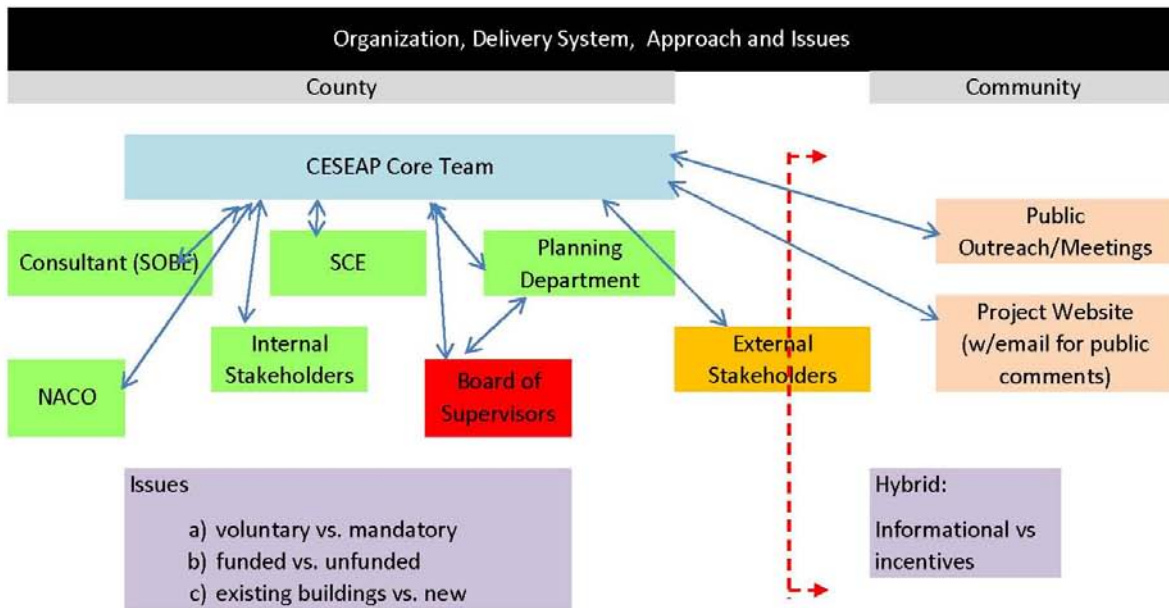 Organization, Delivery System, Approach and Issues
County
Community
CESEAP Core Team
Consultant (SOBE)
SCE
Planning
Department
Public
Outreach/Meetings
NACO
Internal
Stakeholders
Board of
Supervisors
External
Stakeholders
Project Website
(w/email for public
comments)
Issues
a) voluntary vs. mandatory
b) funded vs. unfunded
c) existing buildings vs. new
Hybrid:
Informational vs
incentives